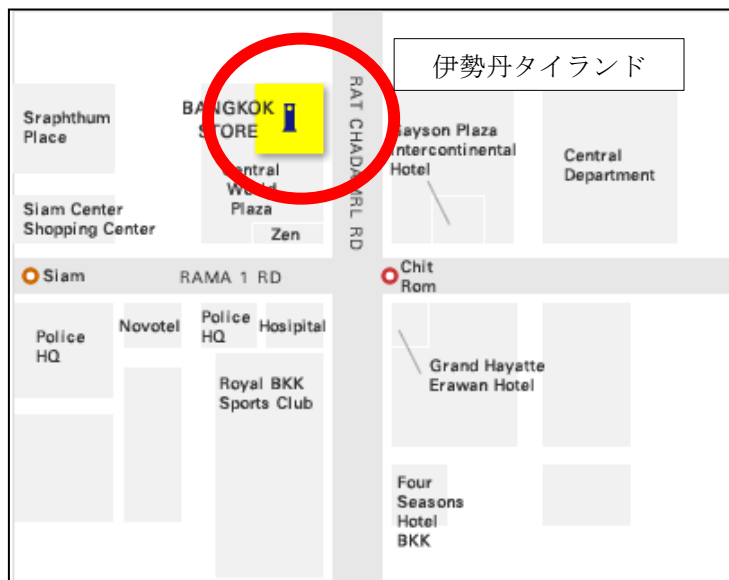 伊勢丹タイランド
BANGKOK
STORE
RAT CHADAMRL RD
Sraphthum
Place
Gayson Plaza
Intercontinental
Hotel
Central
Department
Central
World
Plaza
Siam Center
Shopping Center
Zen
Siam
RAMA 1 RD
Chit
Rom
Police
HQ
Novotel
Police
HQ
Hosipital
Grand Hayatte
Erawan Hotel
Royal BKK
Sports Club
Four
Seasons
Hotel
BKK